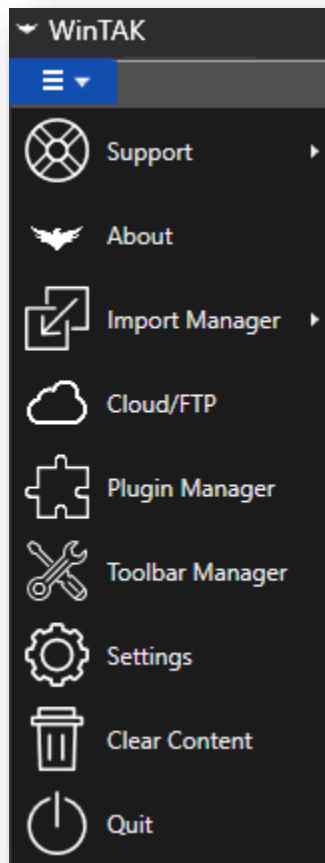 WinTAK
Support
About
Import Manager
Cloud/FTP
Plugin Manager
Toolbar Manager
Settings
Clear Content
Quit